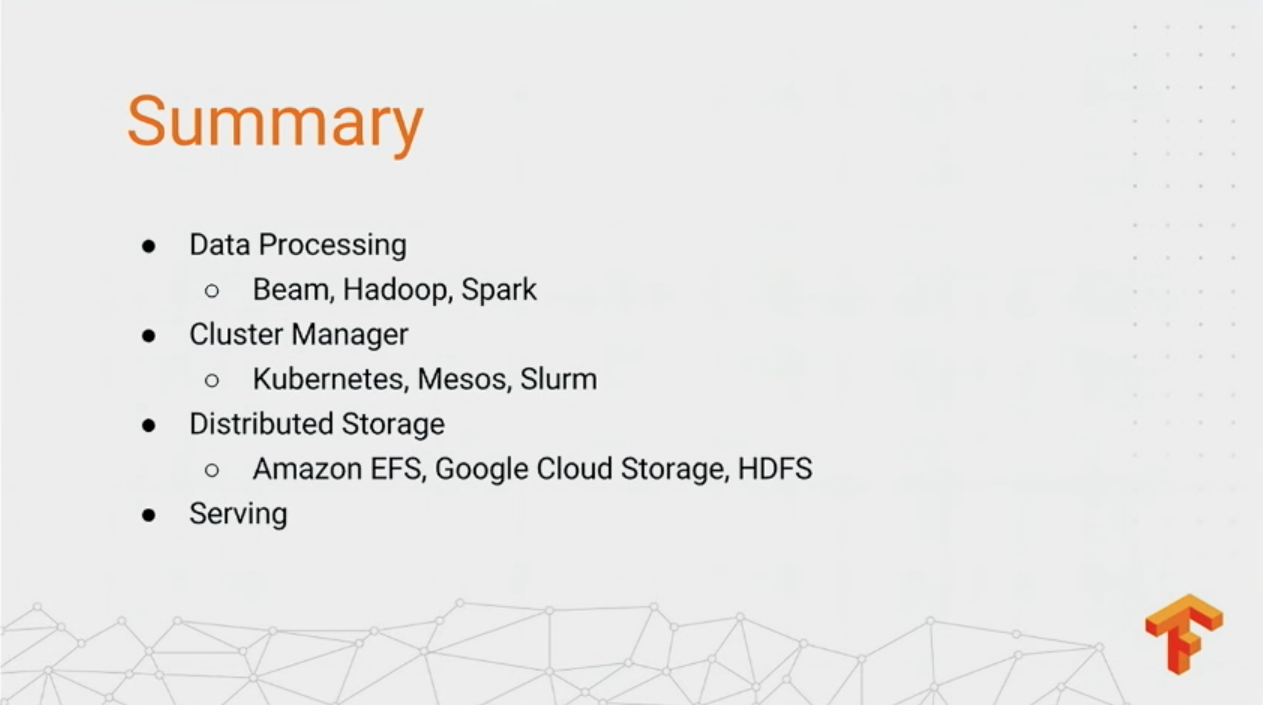 Summary
● Data Processing
○ Beam, Hadoop, Spark
● Cluster Manager
○ Kubernetes, Mesos, Slurm
● Distributed Storage
○ Amazon EFS, Google Cloud Storage, HDFS
● Serving